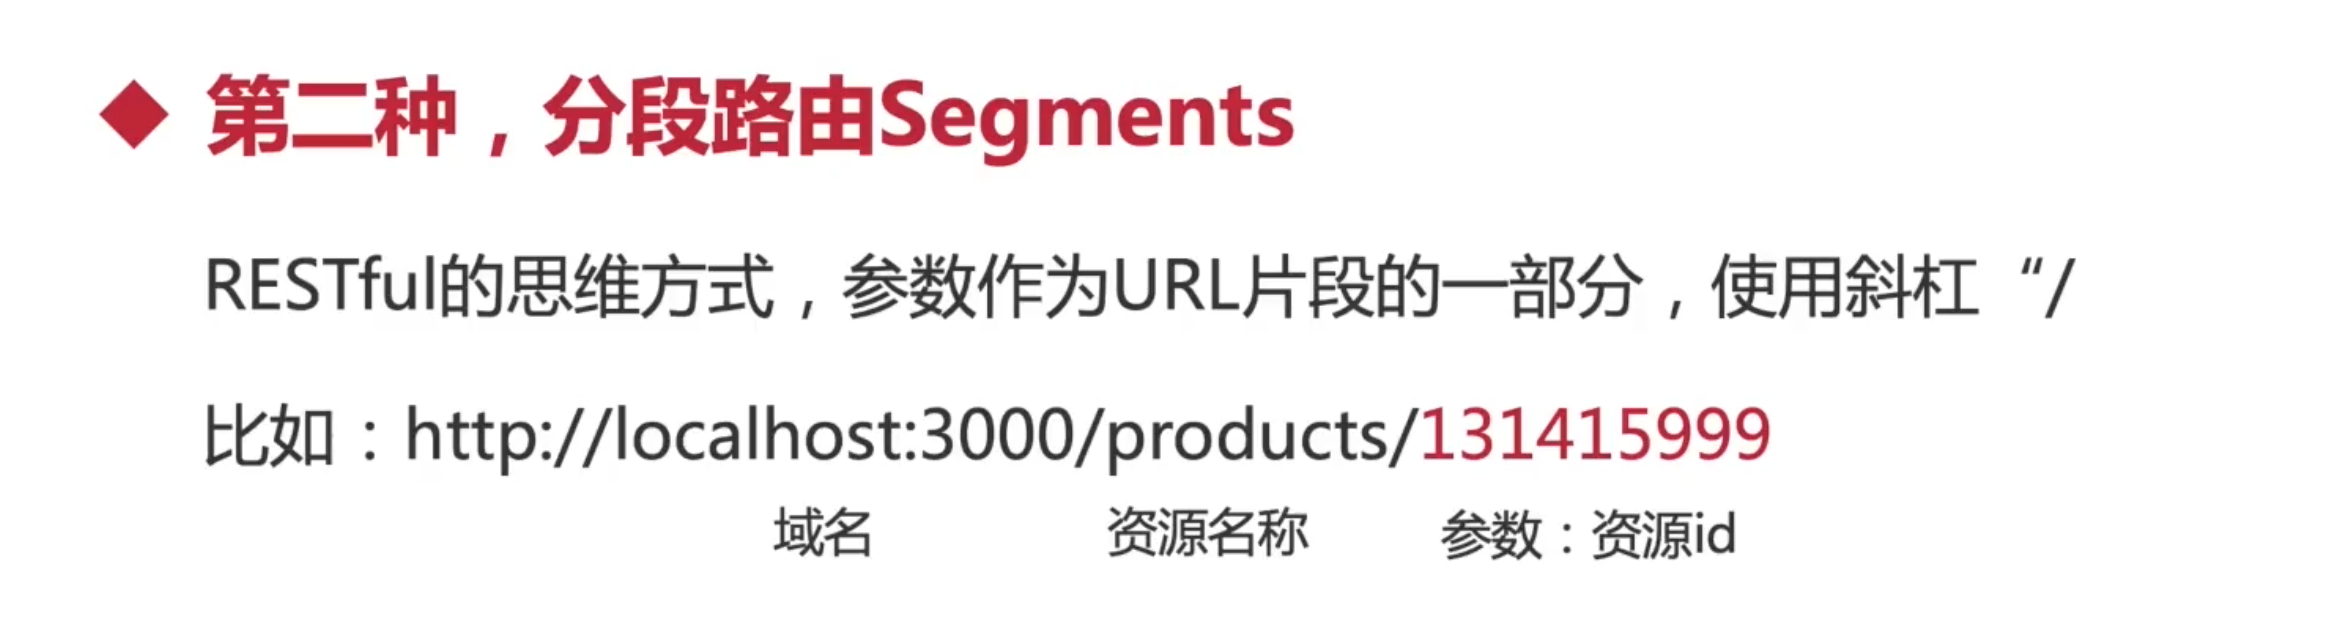 第二种，分段路由Segments
RESTful的思维方式，参数作为URL片段的一部分，使用斜杠“/
比如：http://localhost:3000/products/131415999
域名 资源名称 参数：资源id